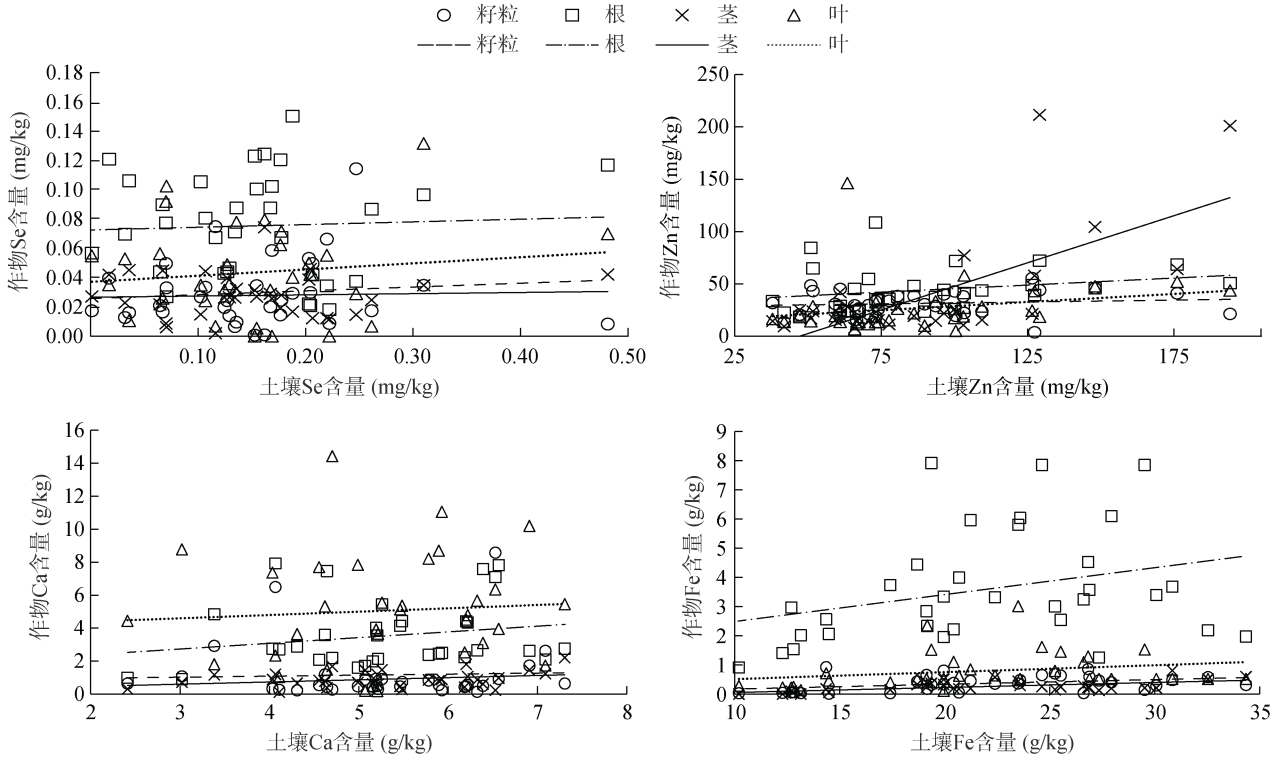 籽粒 根 茎 叶
籽粒 根 茎 叶
作物Se含量 (mg/kg)
0.18
0.16
0.14
0.12
0.10
0.08
0.06
0.04
0.02
0.00
0.10 0.20 0.30 0.40 0.50
土壤Se含量 (mg/kg)
作物Zn含量 (mg/kg)
250
200
150
100
50
0
25 75 125 175
土壤Zn含量 (mg/kg)
作物Ca含量 (g/kg)
16
14
12
10
8
6
4
2
0
2 3 4 5 6 7 8
土壤Ca含量 (g/kg)
作物Fe含量 (g/kg)
9
8
7
6
5
4
3
2
1
0
10 15 20 25 30 35
土壤Fe含量 (g/kg)